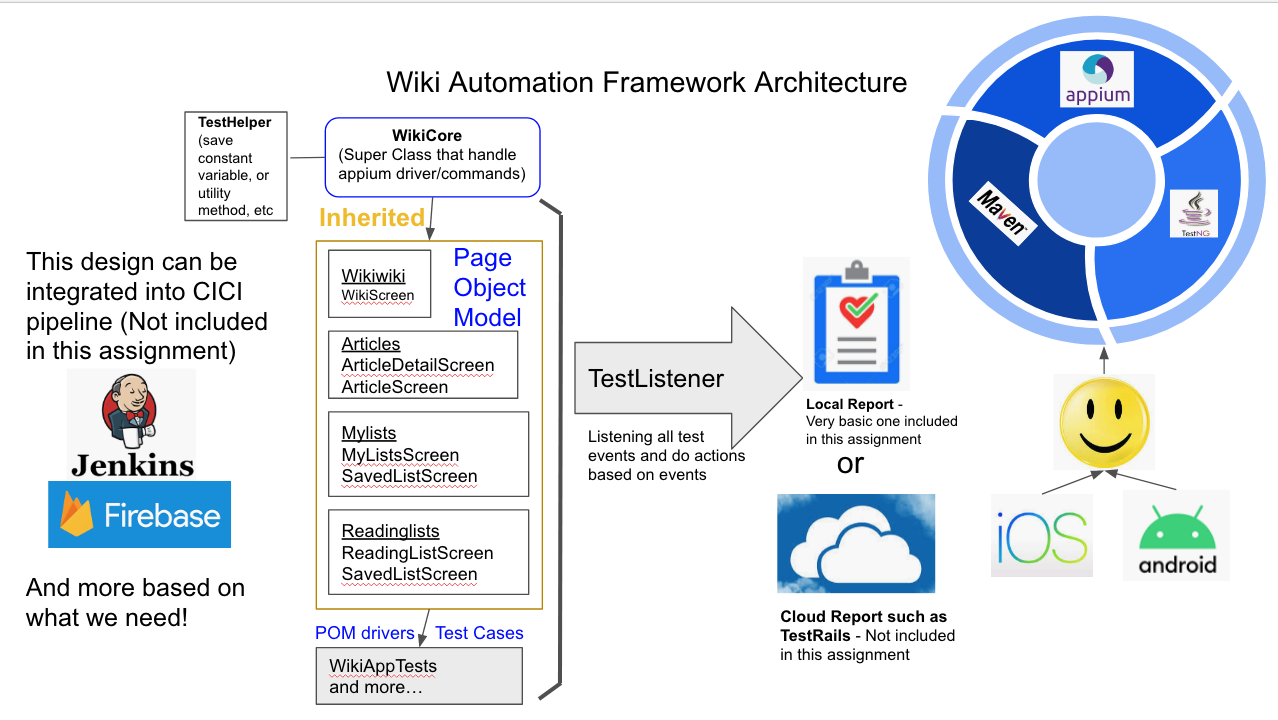 Wiki Automation Framework Architecture
TestHelper
(save
constant
variable, or
utility
method, etc
WikiCore
(Super Class that handle
appium driver/commands)
Inherited
Page
Object
Model
Wikiwiki
WikiScreen
Articles
ArticleDetailScreen
ArticleScreen
Mylists
MyListsScreen
SavedListScreen
Readinglists
ReadingListScreen
SavedListScreen
POM drivers
Test Cases
WikiAppTests
and more…
This design can be
integrated into CICI
pipeline (Not included
in this assignment)
Jenkins
Firebase
And more based on
what we need!
TestListener
Listening all test
events and do actions
based on events
Local Report -
Very basic one included
in this assignment
or
Cloud Report such as
TestRails - Not included
in this assignment
appium
Maven™
TestNG
iOS
android